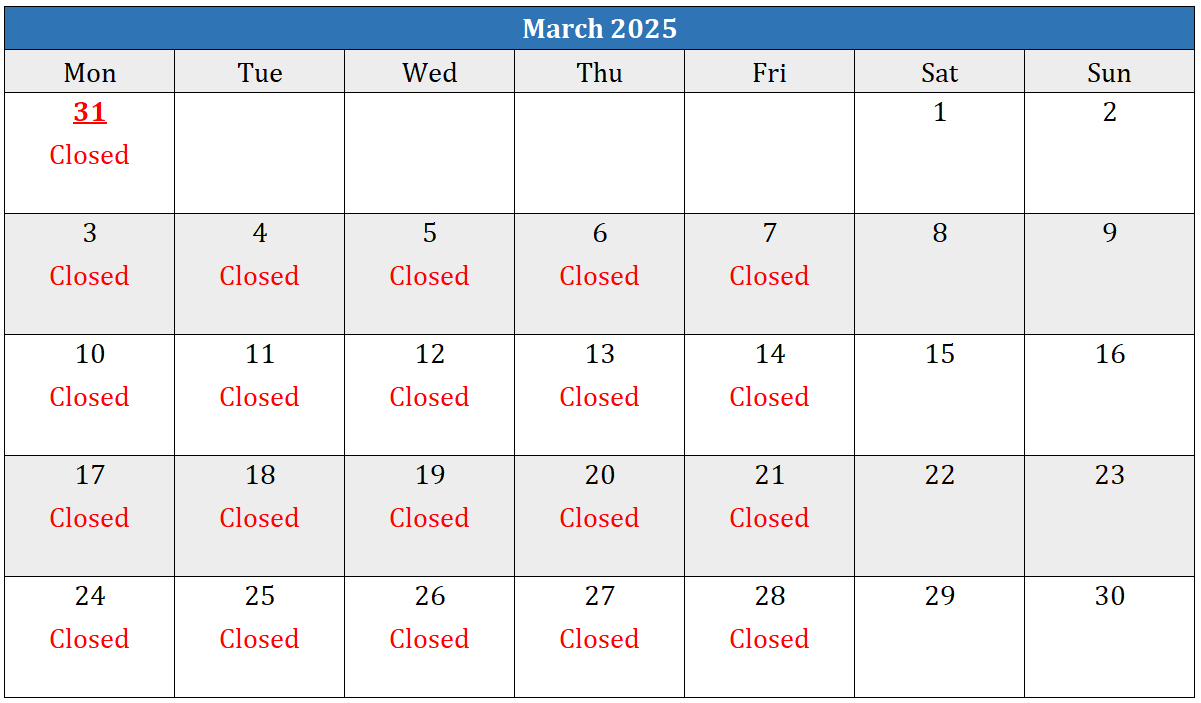 March 2025
Mon Tue Wed Thu Fri Sat Sun
31 1 2
Closed
3 4 5 6 7 8 9
Closed Closed Closed Closed Closed
10 11 12 13 14 15 16
Closed Closed Closed Closed Closed
17 18 19 20 21 22 23
Closed Closed Closed Closed Closed
24 25 26 27 28 29 30
Closed Closed Closed Closed Closed